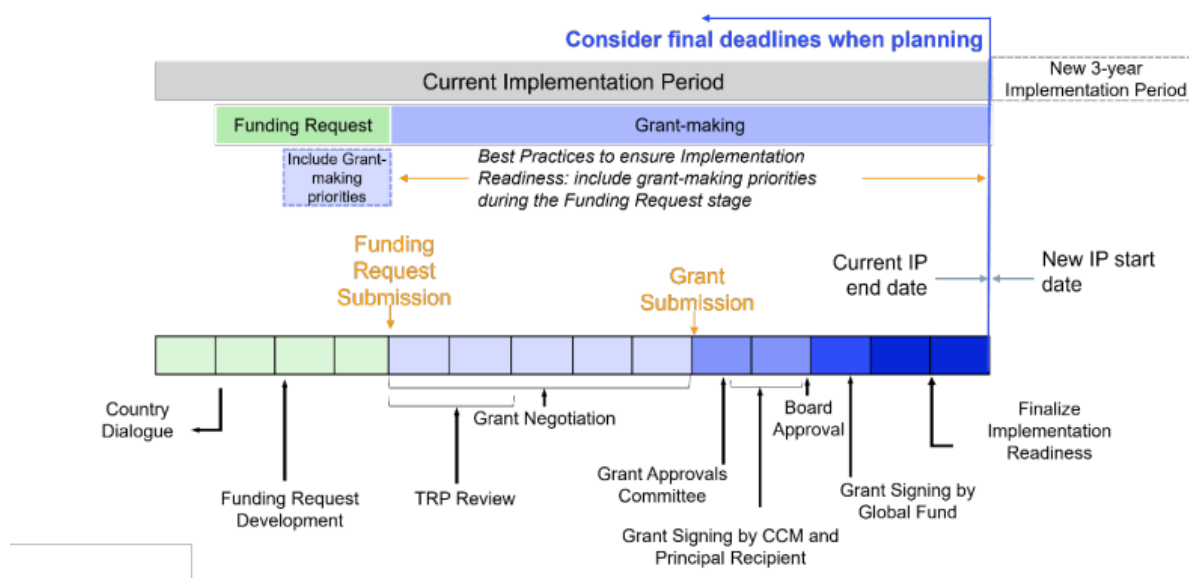 Consider final deadlines when planning
Current Implementation Period
New 3-year
Implementation Period
Funding Request
Grant-making
Include Grant-
making
priorities
Best Practices to ensure Implementation
Readiness: include grant-making priorities
during the Funding Request stage
Funding
Request
Submission
Grant
Submission
Current IP
end date
New IP start
date
Country
Dialogue
Funding Request
Development
TRP Review
Grant Negotiation
Grant Approvals
Committee
Grant Signing by CCM and
Principal Recipient
Board
Approval
Grant Signing by
Global Fund
Finalize
Implementation
Readiness